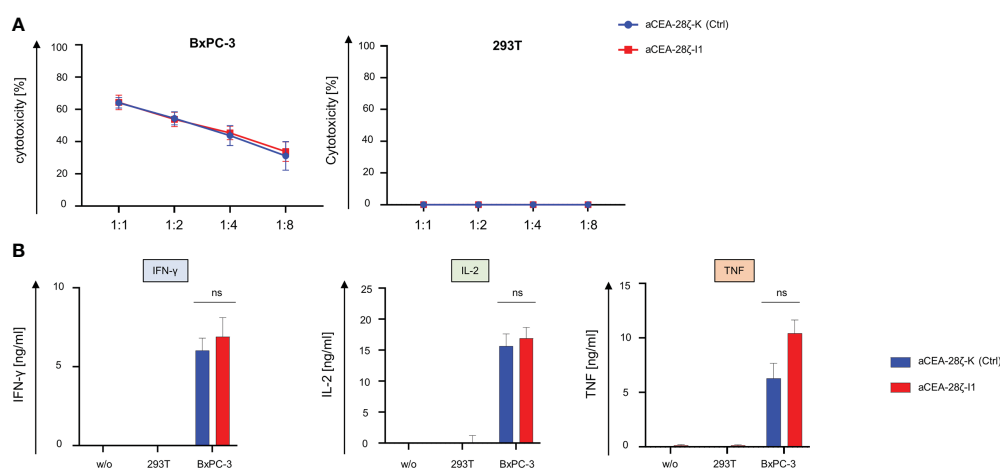 A
BxPC-3
cytotoxicity [%]
100
80
60
40
20
0
1:1 1:2 1:4 1:8
293T
Cytotoxicity [%]
100
80
60
40
20
0
1:1 1:2 1:4 1:8
aCEA-28ζ-K (Ctrl)
aCEA-28ζ-I1
B
IFN-γ
IFN-γ [ng/ml]
10
5
0
ns
w/o 293T BxPC-3
IL-2
IL-2 [ng/ml]
25
20
15
10
5
0
ns
w/o 293T BxPC-3
TNF
TNF [ng/ml]
15
10
5
0
ns
w/o 293T BxPC-3
aCEA-28ζ-K (Ctrl)
aCEA-28ζ-I1